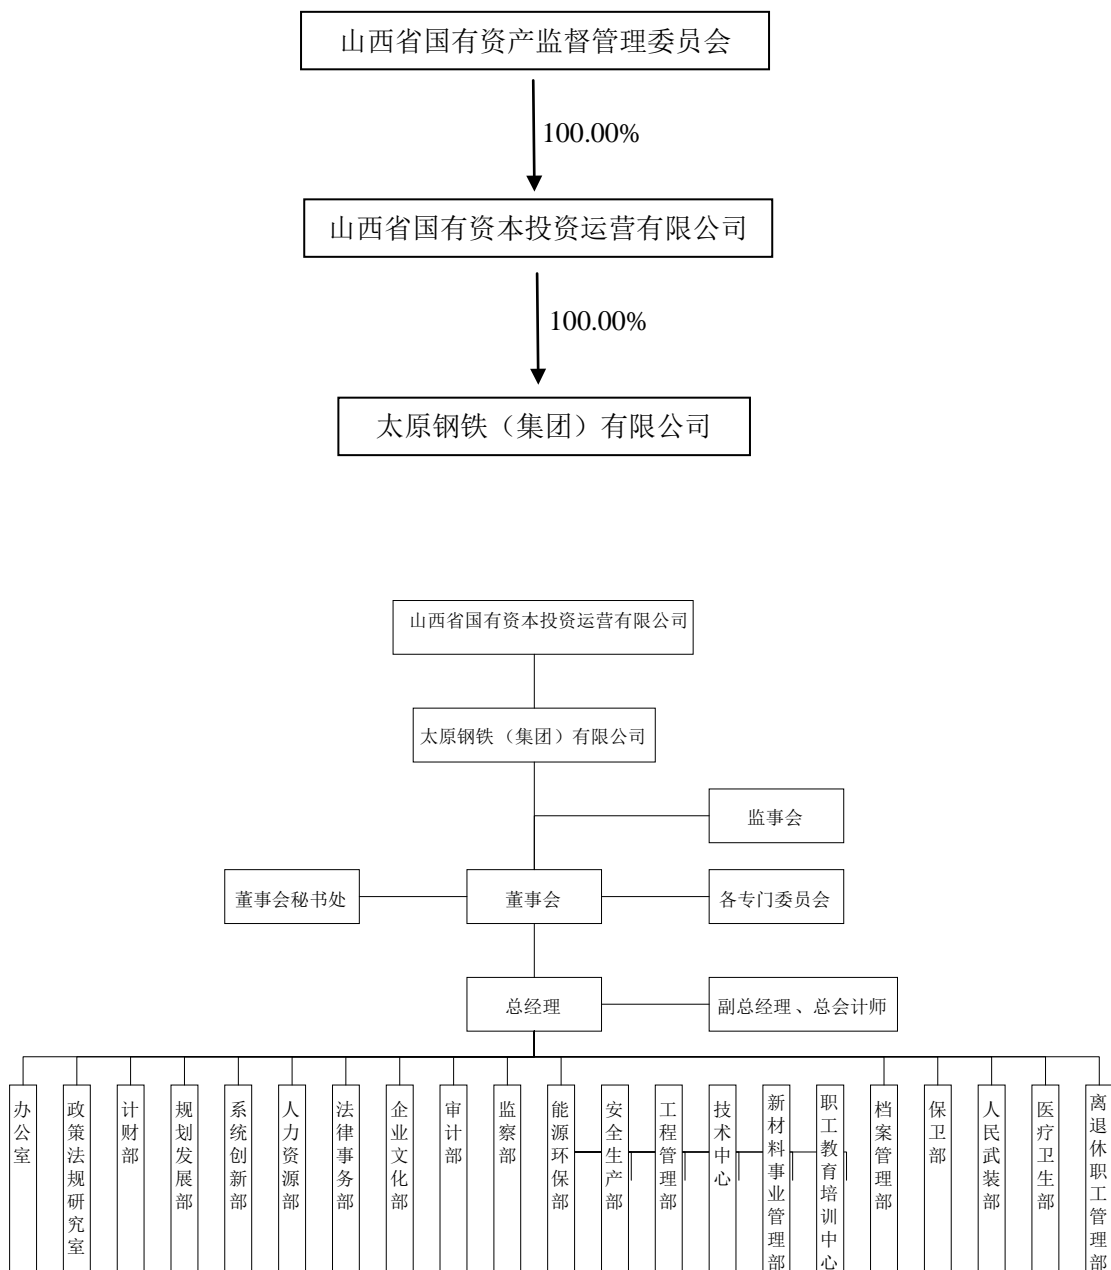 山西省国有资产监督管理委员会
100.00%
山西省国有资本投资运营有限公司
100.00%
太原钢铁（集团）有限公司
山西省国有资本投资运营有限公司
太原钢铁（集团）有限公司
监事会
董事会秘书处
董事会
各专门委员会
总经理
副总经理、总会计师
办公室
政策法规研究室
计财部
规划发展部
系统创新部
人力资源部
法律事务部
企业文化部
审计部
监察部
能源环保部
安全生产部
工程管理部
技术中心
新材料事业管理部
职工教育培训中心
档案管理部
保卫部
人民武装部
医疗卫生部
离退休职工管理部